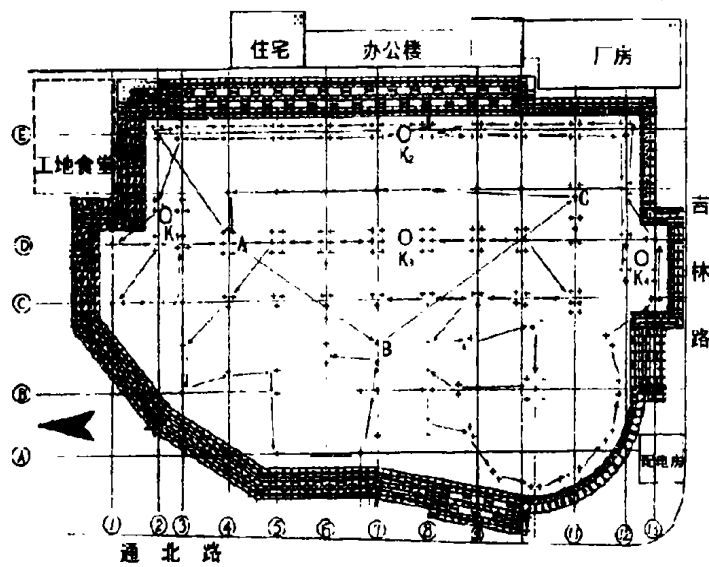 住宅
办公楼
厂房
Ⓔ
工地食堂
K₂
C
吉林路
Ⓓ
A
K₃
K₄
Ⓒ
B
Ⓑ
Ⓐ
配电房
① ② ③ ④ ⑤ ⑥ ⑦ ⑧ ⑪ ⑫ ⑬
通北路